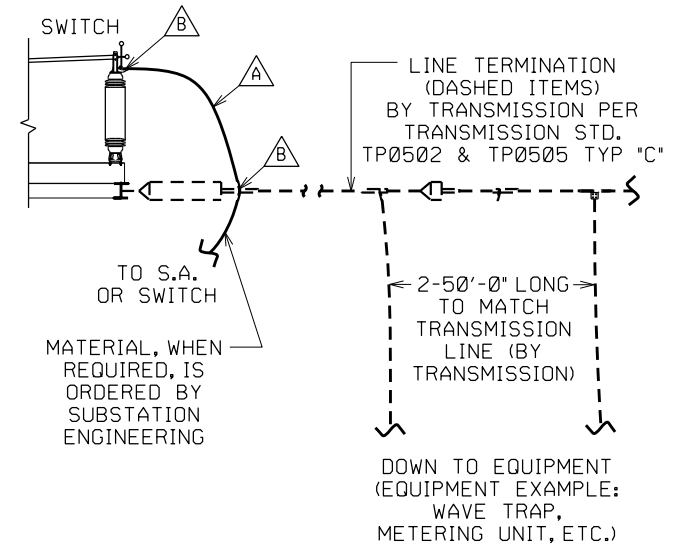 SWITCH
B
A
LINE TERMINATION
(DASHED ITEMS)
BY TRANSMISSION PER
TRANSMISSION STD.
TP0502 & TP0505 TYP "C"
B
TO S.A.
OR SWITCH
2-50'-0" LONG
TO MATCH
TRANSMISSION
LINE (BY
TRANSMISSION)
MATERIAL, WHEN
REQUIRED, IS
ORDERED BY
SUBSTATION
ENGINEERING
DOWN TO EQUIPMENT
(EQUIPMENT EXAMPLE:
WAVE TRAP,
METERING UNIT, ETC.)